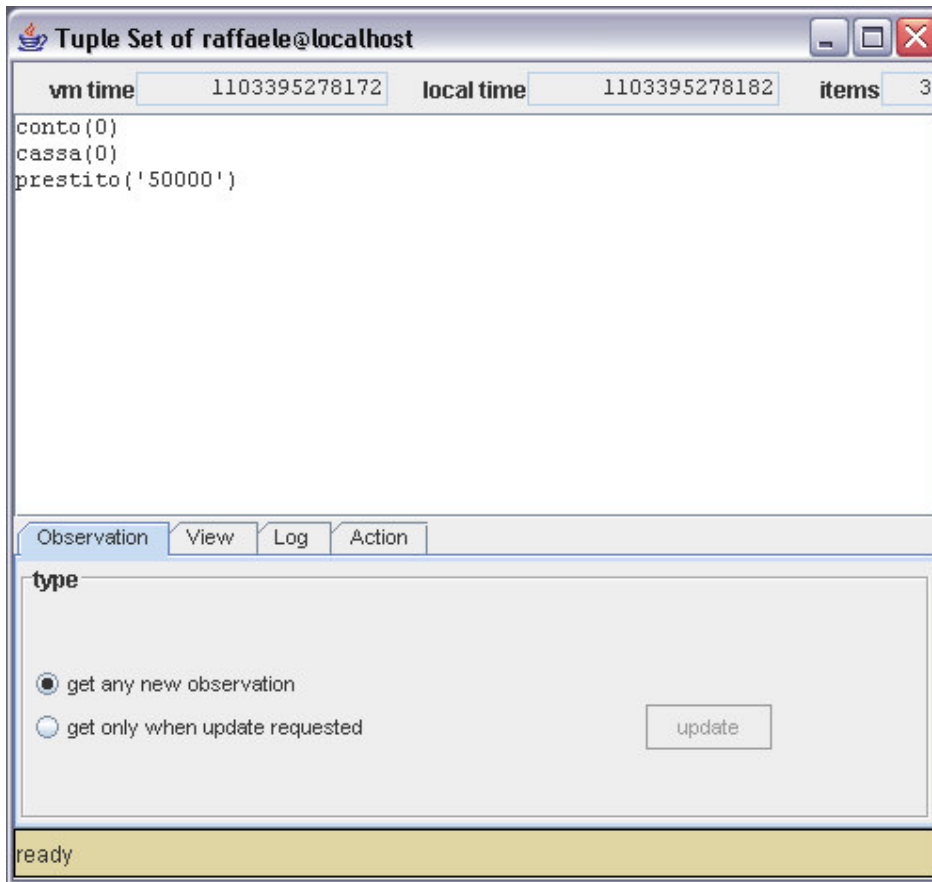 Tuple Set of raffaele@localhost
vm time 1103395278172 local time 1103395278182 items 3
conto(0)
cassa(0)
prestito('50000')
Observation View Log Action
type
get any new observation
get only when update requested update
ready